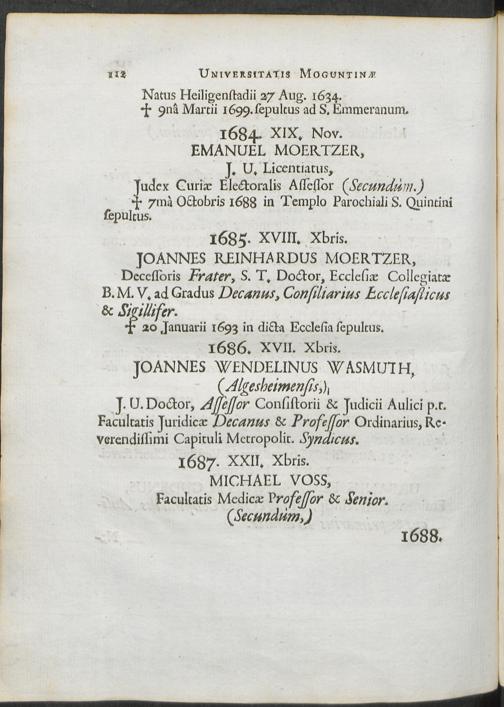 112 UNIVERSITATIS MOGUNTINÆ
Natus Heiligenſtadii 27 Aug. 1634.
† 9nâ Martii 1699. ſepultus ad S. Emmeranum.
1684. XIX. Nov.
EMANUEL MOERTZER,
J. U. Licentiatus,
Judex Curiæ Electoralis Aſſeſſor (Secundùm.)
† 7mâ Octobris 1688 in Templo Parochiali S. Quintini
ſepultus.
1685. XVIII. Xbris.
JOANNES REINHARDUS MOERTZER,
Deceſſoris Frater, S. T. Doctor, Eccleſiæ Collegiatæ
B. M. V. ad Gradus Decanus, Conſiliarius Eccleſiaſticus
& Sigillifer.
† 20 Januarii 1693 in dicta Eccleſia ſepultus.
1686. XVII. Xbris.
JOANNES WENDELINUS WASMUTH,
(Algesheimenſis,)
J. U. Doctor, Aſſeſſor Conſiſtorii & Judicii Aulici p.t.
Facultatis Juridicæ Decanus & Profeſſor Ordinarius, Re-
verendiſſimi Capituli Metropolit. Syndicus.
1687. XXII. Xbris.
MICHAEL VOSS,
Facultatis Medicæ Profeſſor & Senior.
(Secundùm,)
1688.